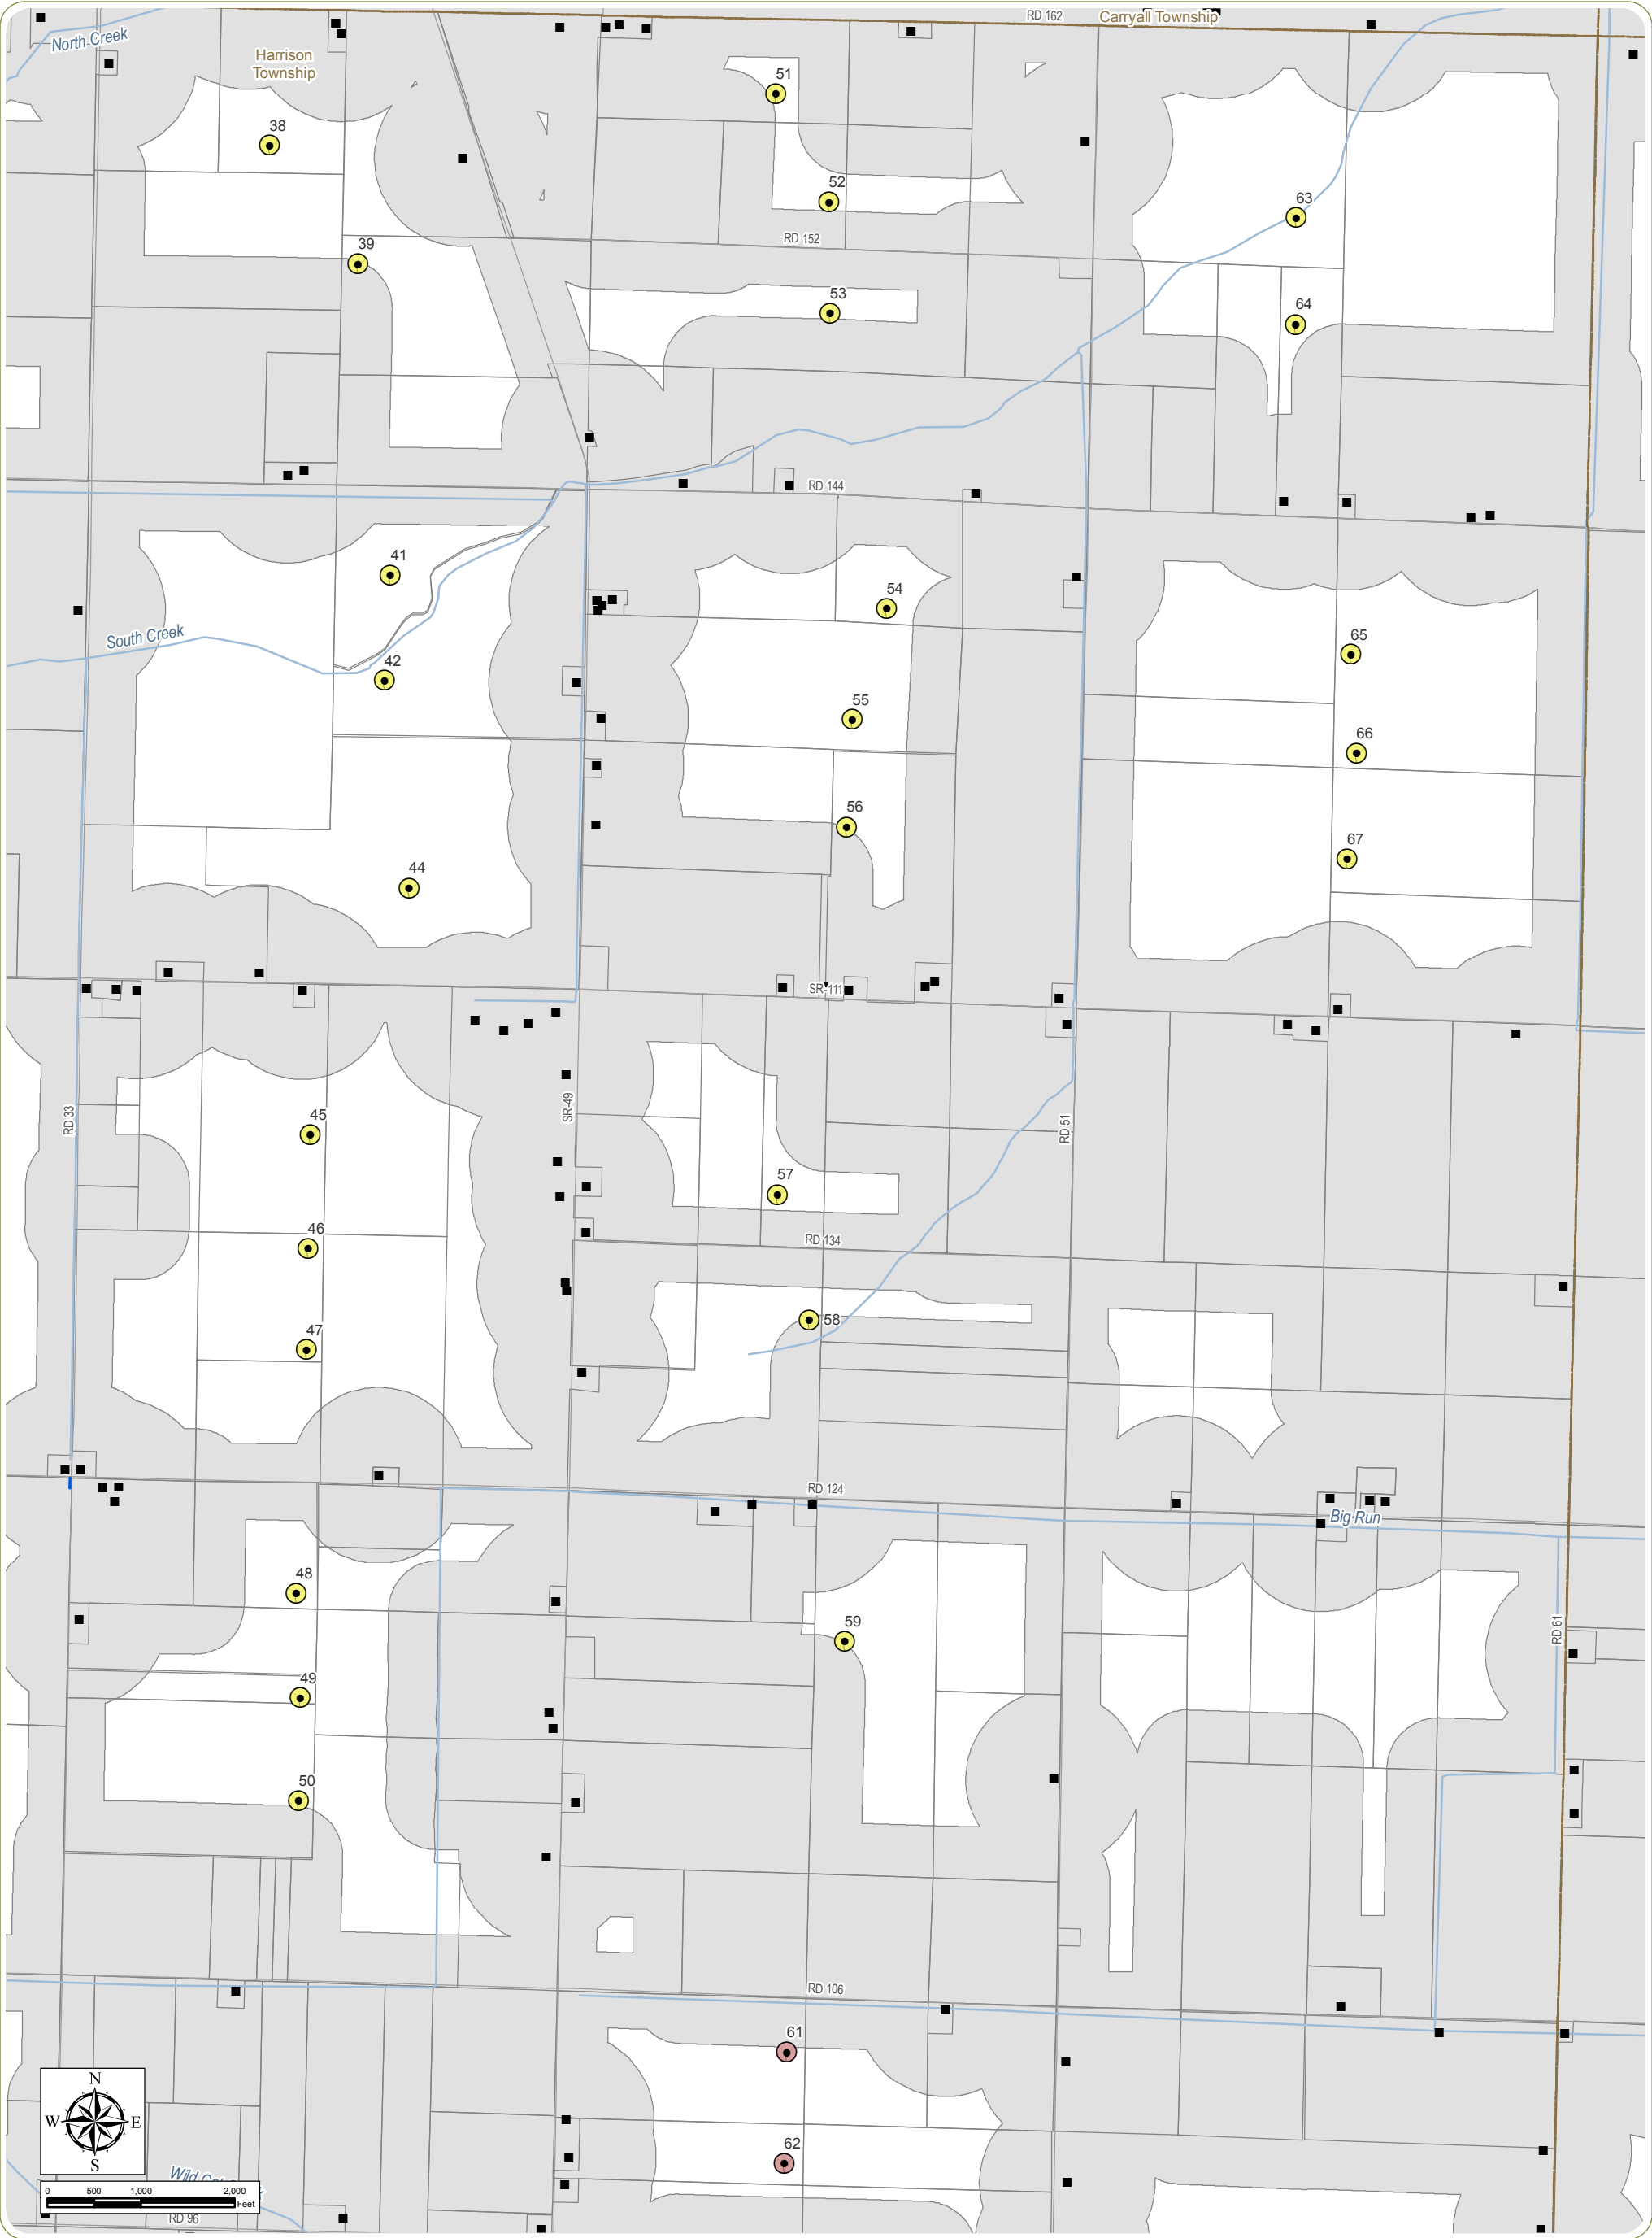 RD 162
Carryall Township
North Creek
Harrison
Township
51
38
52
63
RD 152
39
53
64
RD 144
41
54
South Creek
65
42
55
66
56
67
44
SR-111
RD 33
SR-49
RD 51
45
57
46
RD 134
58
47
RD 124
Big Run
48
59
RD 61
49
50
RD 106
61
N
W E
S
62
Wild
0 500 1,000 2,000
Feet
RD 96